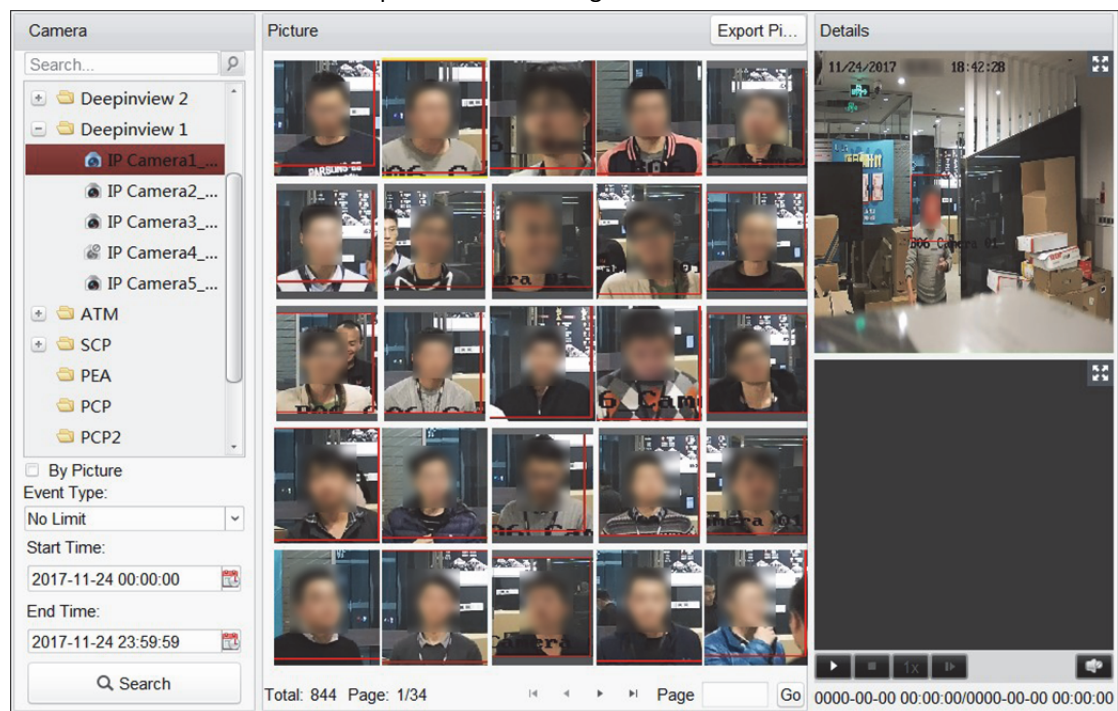 Camera
Search...
Deepinview 2
Deepinview 1
IP Camera1_...
IP Camera2_...
IP Camera3_...
IP Camera4_...
IP Camera5_...
ATM
SCP
PEA
PCP
PCP2
By Picture
Event Type:
No Limit
Start Time:
2017-11-24 00:00:00
End Time:
2017-11-24 23:59:59
Search
Picture
Export Pi...
Total: 844 Page: 1/34
Page
Go
Details
11/24/2017 18:42:28
B06 Camera 01
1x
0000-00-00 00:00:00/0000-00-00 00:00:00